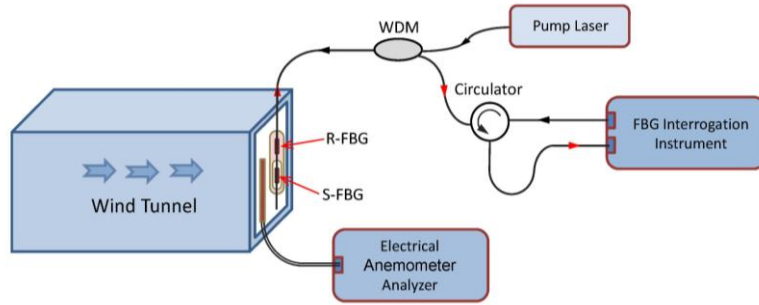 WDM
Pump Laser
Circulator
FBG Interrogation
Instrument
R-FBG
S-FBG
Wind Tunnel
Electrical
Anemometer
Analyzer